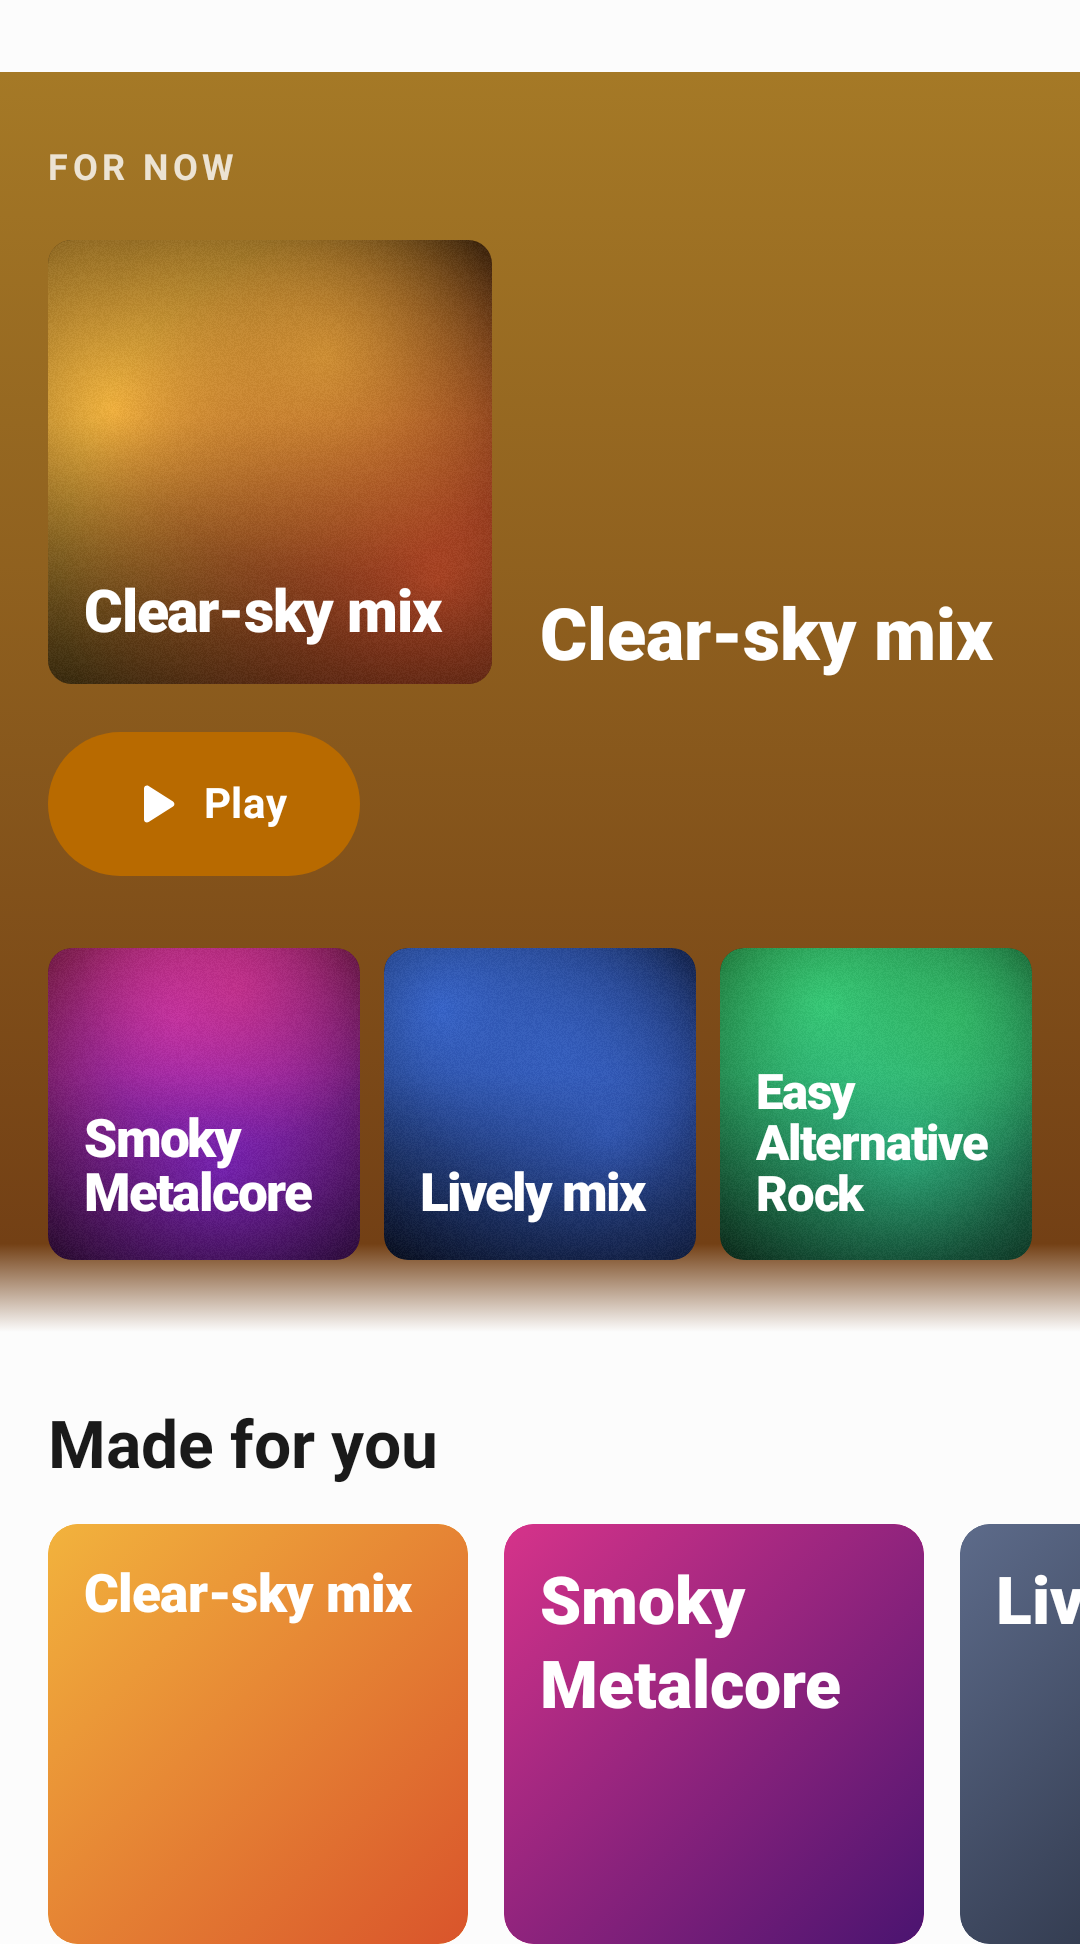 FOR NOW
Clear-sky mix
Clear-sky mix
Play
Smoky
Metalcore
Lively mix
Easy
Alternative
Rock
Made for you
Clear-sky mix
Smoky
Metalcore